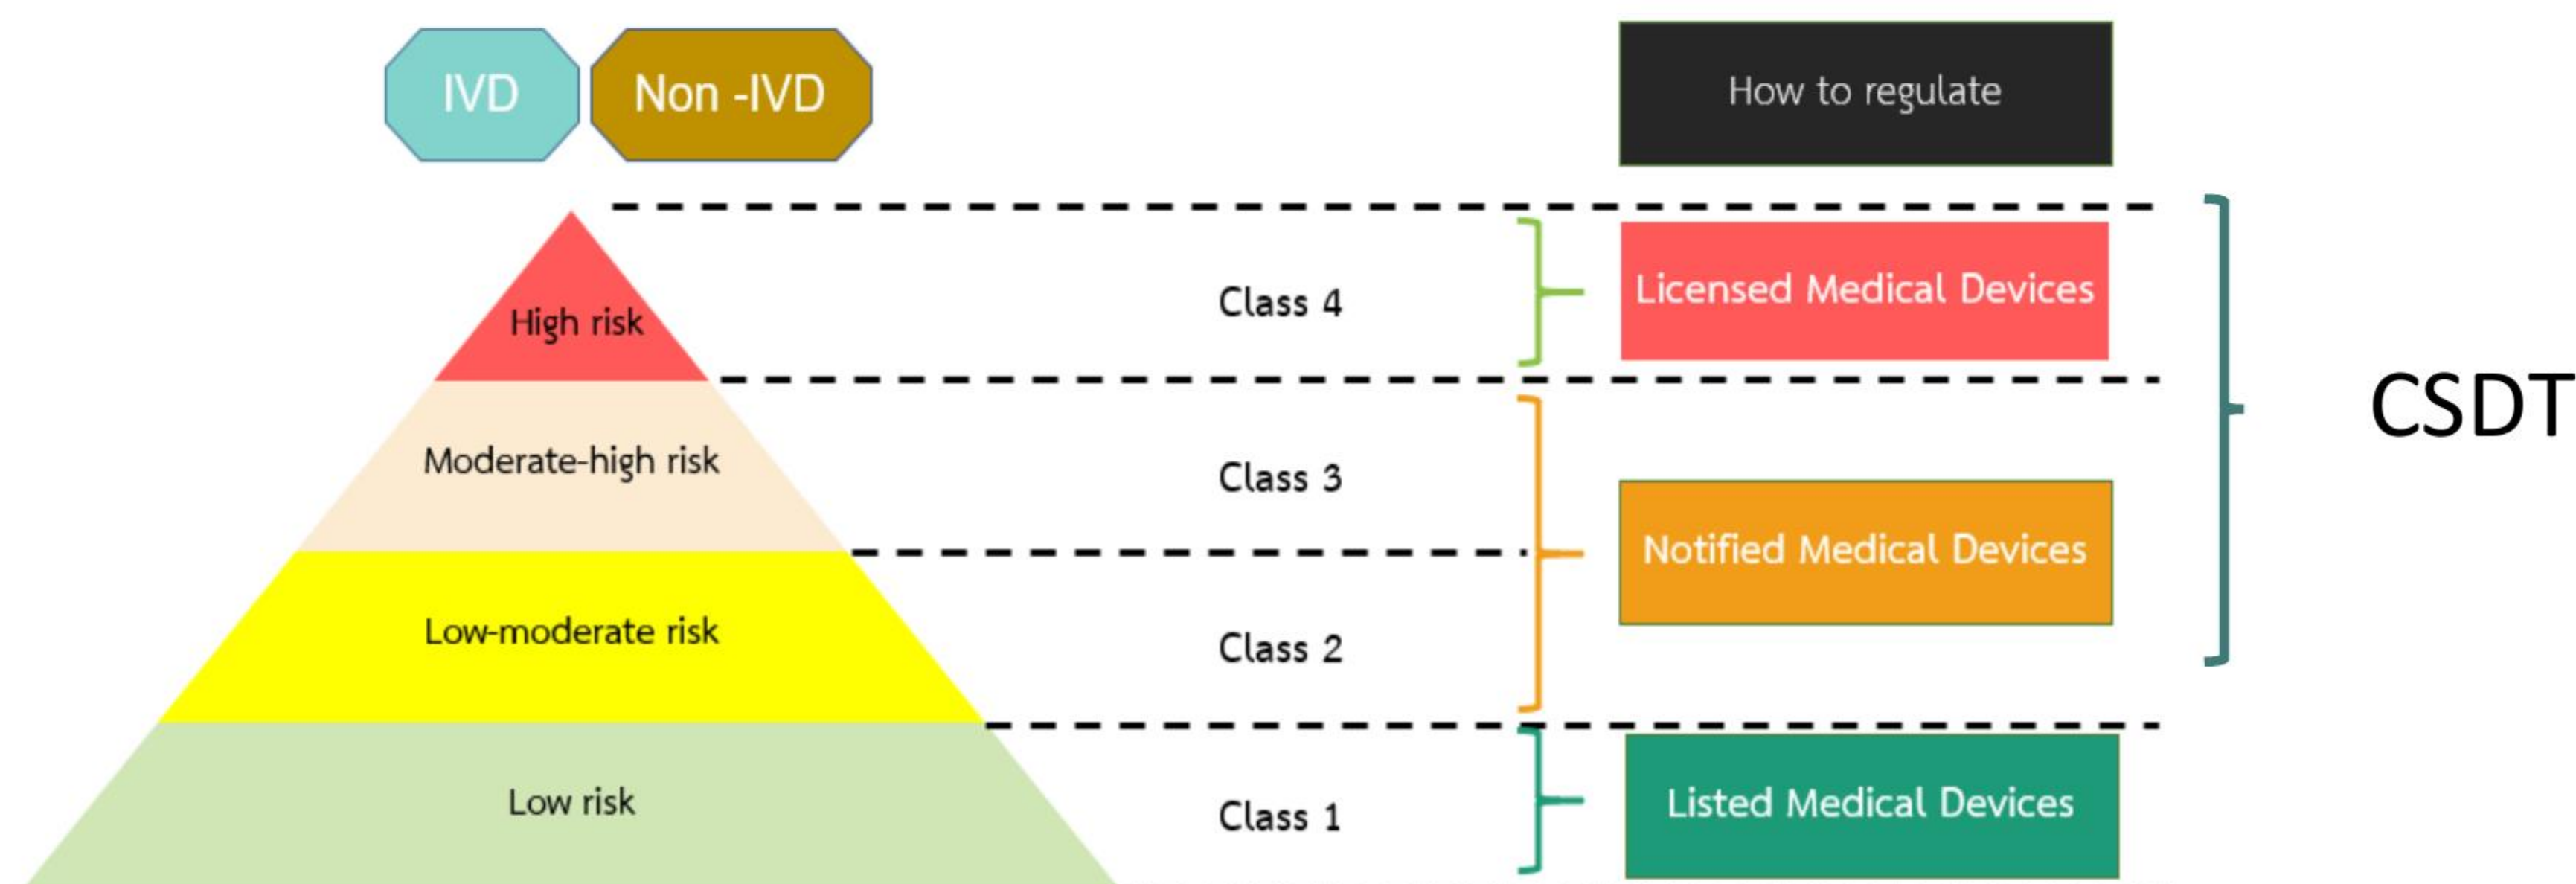 IVD
Non -IVD
How to regulate
High risk
Class 4
Licensed Medical Devices
Moderate-high risk
Class 3
CSDT
Notified Medical Devices
Low-moderate risk
Class 2
Low risk
Class 1
Listed Medical Devices